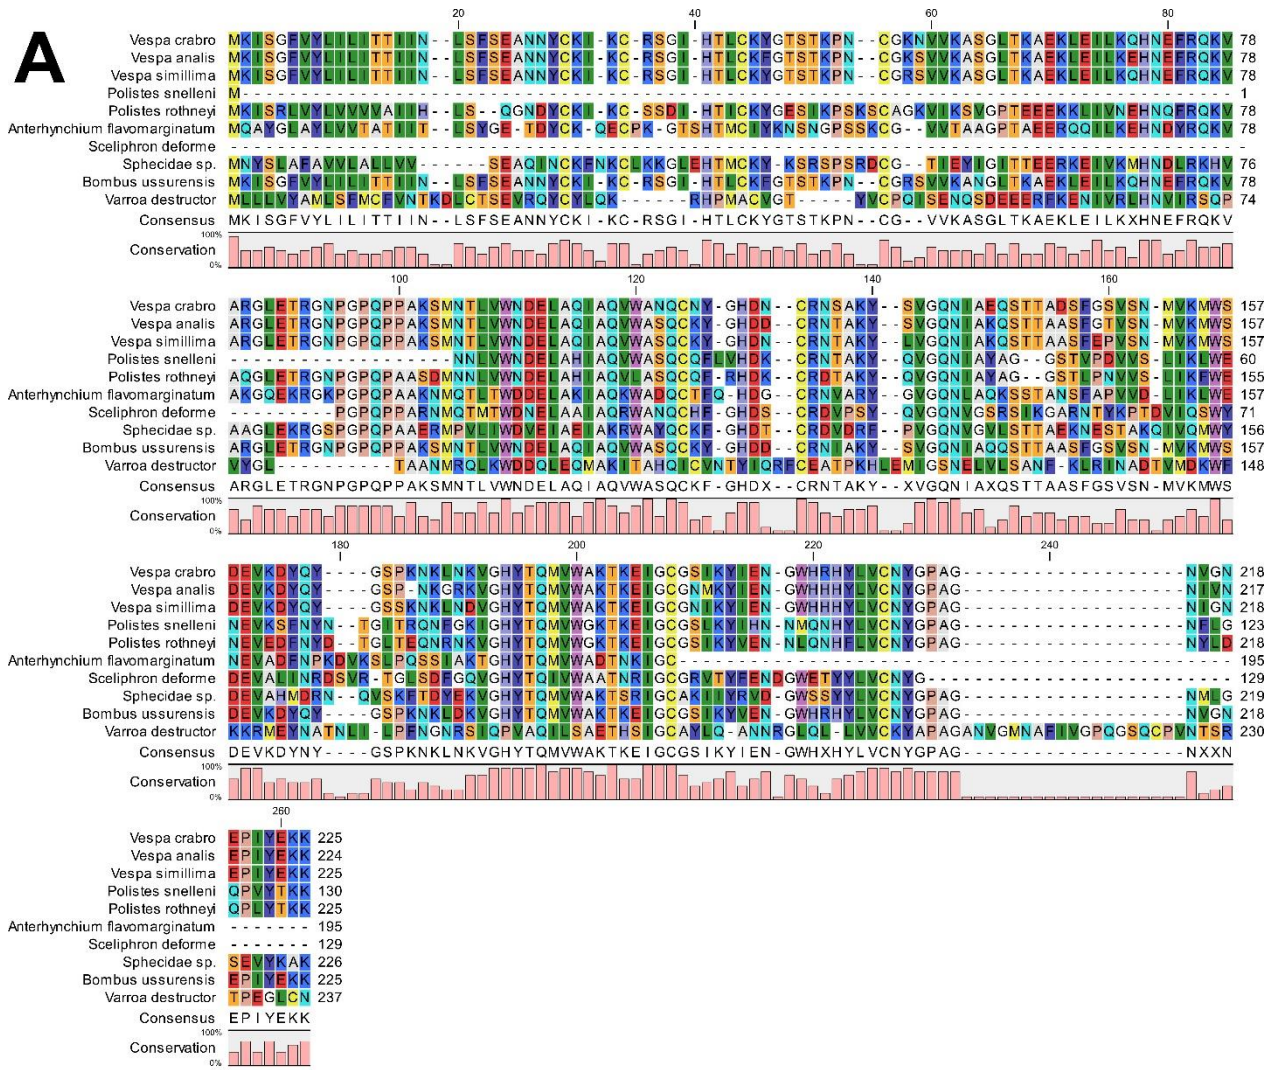 A
20 40 60 80
Vespa crabro MKISGFVYLILITTIIN--LSFSEANNYCKI-KC-RSGI-HTLCKYGTSTKPN--CGKNVVKASGLTKAEKLEILKQHNEFRQKV 78
Vespa analis MKISGFVYLILITTIIN--LSFSEANNYCKI-KC-RSGI-HTLCKFGTSTKPN--CGKSVVKASGLTKAEKLEILKEHNEFRQKV 78
Vespa simillima MKISGFVYLILITTIIN--LSFSEANNYCKI-KC-RSGI-HTLCKYGTSTKPN--CGKSVVKASGLTKAEKLEILKQHNEFRQKV 78
Polistes snelleni M------------------------------------------------------------------------------------ 1
Polistes rothneyi MKISRLVYLVVVVAIIH--LS--QGNDYCKI-KC-SSDI-HTICKYGESIKPSKSCAGKVIKSVGPTEEEKKLIVNEHNQFRQKV 78
Anterhynchium flavomarginatum MQAYGLAYLVVTATIIT--LSYGE-TDYCK-QECPK-GTSHTMCIYKNSNGPSSKCG--VVTAAGPTAEERQQILKEHNDYRQKV 78
Sceliphron deforme -------------------------------------------------------------------------------------
Sphecidae sp. MNYSLAFAVVLALLVV------SEAQINCKFNKCLKKGLEHTMCKY-KSRSPSRDCG--TIEYIGITTEERKEIVKMHNDLRKHV 76
Bombus ussurensis MKISGFVYLILITTIIN--LSFSEANNYCKI-KC-RSGI-HTLCKFGTSTKPN--CGRSVVKANGLTKAEKLEILKQHNEFRQKV 78
Varroa destructor MLLLVYAMLSFMCFVNTKDLCTSEVRQYCYLQK----RHPMACVGT-----YVCPQISENQSDEEERFKENIVRLHNVIRSQP 74
Consensus MKISGFVYLILITTIIN--LSFSEANNYCKI-KC-RSGI-HTLCKYGTSTKPN--CG--VVKASGLTKAEKLEILKXHNEFRQKV
100%
Conservation
0%
100 120 140 160
Vespa crabro ARGLETRGNPGPQPPAKSMNTLVWNDELAQIAQVWANQCNY-GHDN--CRNSAKY--SVGQNIAEQSTTADSFGSVSN-MVKMWS 157
Vespa analis ARGLETRGNPGPQPPAKSMNTLVWNDELAQIAQVWASQCKY-GHDD--CRNTAKY--SVGQNIAKQSTTAASFGTVSN-MVKMWS 157
Vespa simillima ARGLETRGNPGPQPPAKSMNTLVWNDELAQIAQVWASQCKY-GHDN--CRNTAKY--SVGQNIAKQSTTAASFEPVSN-MVKMWS 157
Polistes snelleni -------------------NNLVWNDELAHIAQVWASQCQFLVHDK--CRNTAKY--QVGQNIAYAG--GSTVPDVVS-LIKLWE 60
Polistes rothneyi AQGLETRGNPGPQPAASDMNNLVWNDELAHIAQVLASQCQF-RHDK--CRDTAKY--QVGQNIAYAG--GSTLPNVVS-LIKFWE 155
Anterhynchium flavomarginatum AKGQEKRGKPGPQPPAKNMQTLTWDDELAKIAQKWADQCTFQ-HDG--CRNVARY--GVGQNLAQKSSTANSFAPVVD-LVKLWE 157
Sceliphron deforme ---------PGPQPPARNMQTMTWDNELAAIAQRWANQCHF-GHDS--CRDVPSY--QVGQNVGSRSIKGARNTYKPTDVIQSWY 71
Sphecidae sp. AAGLEKRGSPGPQPAAERMPVLIWDVEIAEIAKRWAYQCKF-GHDT--CRDVDRF--PVGQNVGVLSTTAEKNESTAKQIVQMWY 156
Bombus ussurensis ARGLETRGNPGPQPPAKSMNTLVWNDELAQIAQVWASQCKY-GHDD--CRNIAKY--SVGQNIAQQSTTAASFGSVSN-MVKMWS 157
Varroa destructor VYGL----------TAANMRQLKWDDQLEQMAKITAHQICVNTYIQRFCEATPKHLEMIGSNELVLSANF-KLRINADTVMDKWF 148
Consensus ARGLETRGNPGPQPPAKSMNTLVWNDELAQIAQVWASQCKF-GHDX--CRNTAKY--XVGQNIAXQSTTAASFGSVSN-MVKMWS
100%
Conservation
0%
180 200 220 240
Vespa crabro DEVKDYQY----GSPKNKLNKVGHYTQMVWAKTKEIGCGSIKYIEN-GWHRHYLVCNYGPAG-------------------NVGN 218
Vespa analis DEVKDYQY----GSP-NKGRKVGHYTQMVWAKTKEIGCGNMKYIEN-GWHHHYLVCNYGPAG-------------------NIVN 217
Vespa simillima DEVKDYQY----GSSKNKLNDVGHYTQMVWAKTKEIGCGSIKYIEN-GWHHHYLVCNYGPAG-------------------NIGN 218
Polistes snelleni NEVKSFNYN--TGITRQNFGKIGHYTQMVWGKTKEIGCGSLKYIHN-NMQNHYLVCNYGPAG-------------------NFLG 123
Polistes rothneyi NEVEDFNYD--TGLTEQNRNKVGHYTQMVWGKTKEIGCGSIKYVEN-NLQNHFLVCNYGPAG-------------------NYLD 218
Anterhynchium flavomarginatum NEVADFNPKDVKSLPQSSIAKTGHYTQMVWADTNKIGC----------------------------------------------- 195
Sceliphron deforme DEVALINRDSVR-TGLSDFGQVGHYTQIVWAATNRIGCGRVTYFENDGWETYYLVCNYG-------------------------- 129
Sphecidae sp. DEVAHMDRN--QVSKFTDYEKVGHYTQMVWAKTSRIGCAKIIYRVD-GWSSYYLVCNYGPAG-------------------NMLG 219
Bombus ussurensis DEVKDYQY----GSPKNKLDKVGHYTQMVWAKTKEIGCGSIKYVEN-GWHRHYLVCNYGPAG-------------------NVGN 218
Varroa destructor KKRMEYNATNLIL-LPFNGNRSIQPVAQILSAETHSIGCAYLQ-ANNRGLQL-LVVCKYAPAGANVGMNAFIVGPQGSQCPVNTSR 230
Consensus DEVKDYNY----GSPKNKLNKVGHYTQMVWAKTKEIGCGSIKYIEN-GWHXHYLVCNYGPAG-------------------NXXN
100%
Conservation
0%
260
Vespa crabro EPIYEKK 225
Vespa analis EPIYEKK 224
Vespa simillima EPIYEKK 225
Polistes snelleni QPVYTKK 130
Polistes rothneyi QPLYTKK 225
Anterhynchium flavomarginatum ------- 195
Sceliphron deforme ------- 129
Sphecidae sp. SEVYKAK 226
Bombus ussurensis EPIYEKK 225
Varroa destructor TPEGLCN 237
Consensus EPIYEKK
100%
Conservation
0%